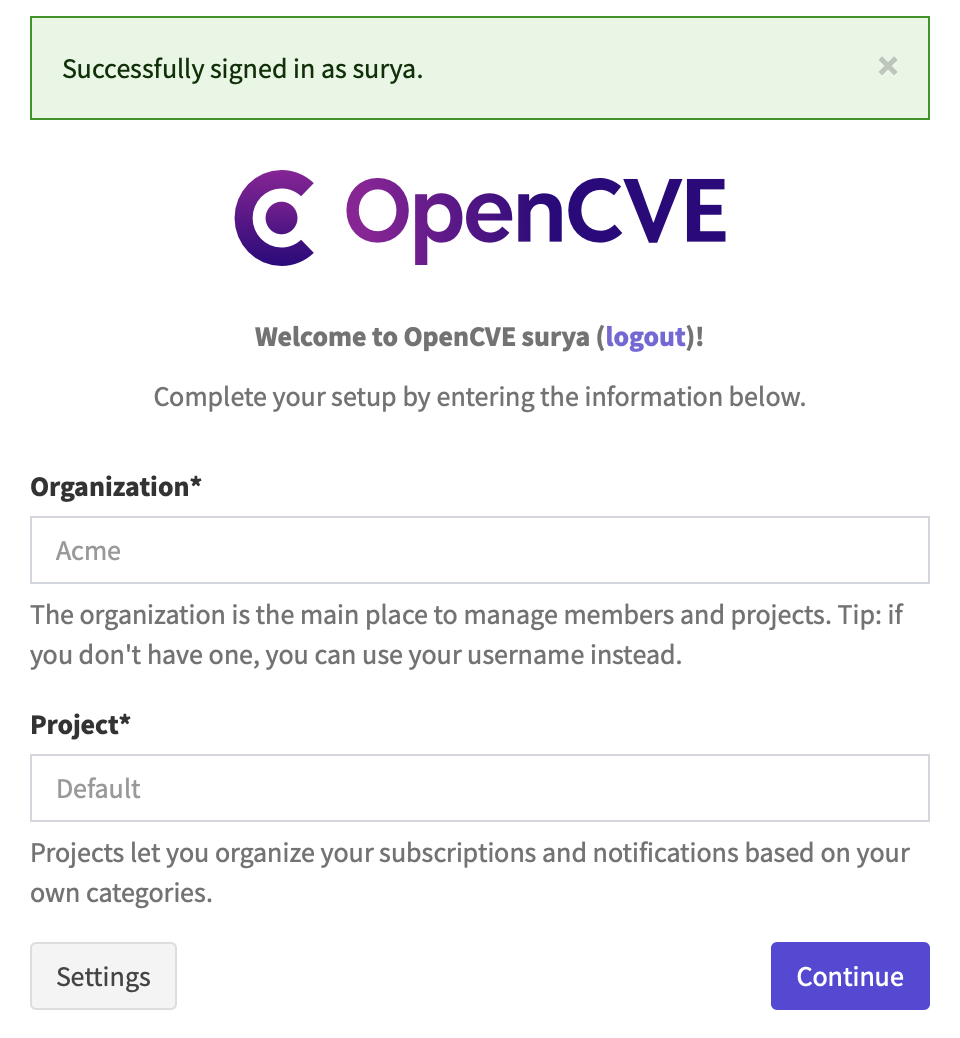 Successfully signed in as surya.
×
OpenCVE
Welcome to OpenCVE surya (logout)!
Complete your setup by entering the information below.
Organization*
Acme
The organization is the main place to manage members and projects. Tip: if
you don't have one, you can use your username instead.
Project*
Default
Projects let you organize your subscriptions and notifications based on your
own categories.
Settings
Continue